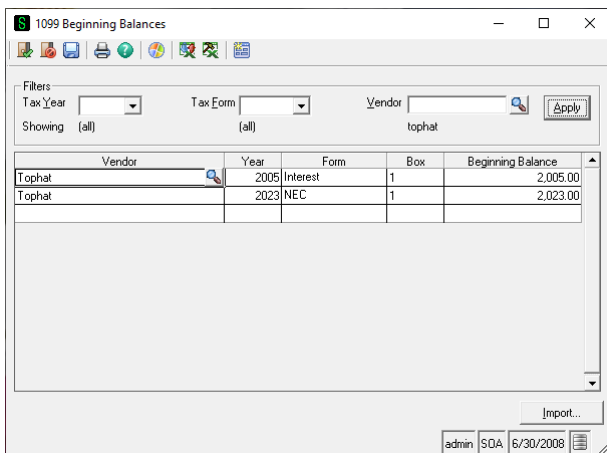 S 1099 Beginning Balances
Filters
Tax Year Tax Form Vendor Apply
Showing (all) (all) tophat
Vendor Year Form Box Beginning Balance
Tophat 2005 Interest 1 2,005.00
Tophat 2023 NEC 1 2,023.00
Import...
admin SOA 6/30/2008